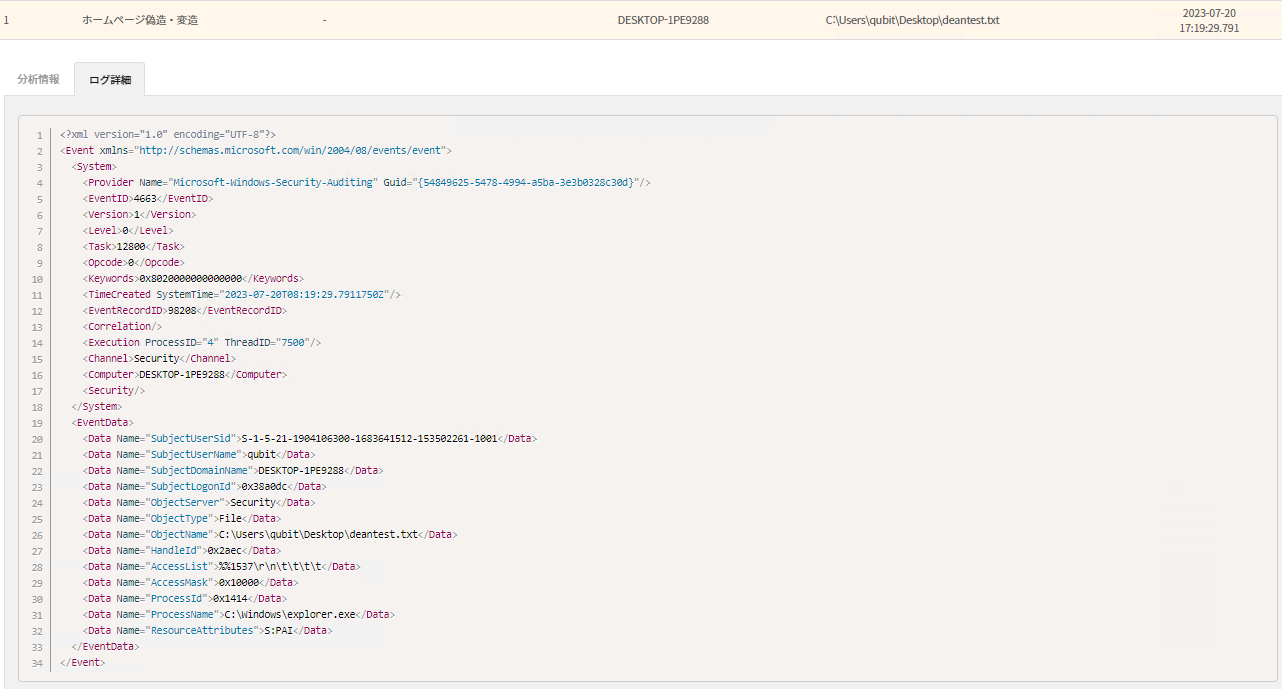 1 ホームページ偽造・変造 - DESKTOP-1PE9288 C:\Users\qubit\Desktop\deantest.txt 2023-07-20
17:19:29.791
分析情報 ログ詳細
1 <?xml version="1.0" encoding="UTF-8"?>
2 <Event xmlns="http://schemas.microsoft.com/win/2004/08/events/event">
3 <System>
4 <Provider Name="Microsoft-Windows-Security-Auditing" Guid="{54849625-5478-4994-a5ba-3e3b0328c30d}"/>
5 <EventID>4663</EventID>
6 <Version>1</Version>
7 <Level>0</Level>
8 <Task>12800</Task>
9 <Opcode>0</Opcode>
10 <Keywords>0x8020000000000000</Keywords>
11 <TimeCreated SystemTime="2023-07-20T08:19:29.7911750Z"/>
12 <EventRecordID>98208</EventRecordID>
13 <Correlation/>
14 <Execution ProcessID="4" ThreadID="7500"/>
15 <Channel>Security</Channel>
16 <Computer>DESKTOP-1PE9288</Computer>
17 <Security/>
18 </System>
19 <EventData>
20 <Data Name="SubjectUserSid">S-1-5-21-1904106300-1683641512-153502261-1001</Data>
21 <Data Name="SubjectUserName">qubit</Data>
22 <Data Name="SubjectDomainName">DESKTOP-1PE9288</Data>
23 <Data Name="SubjectLogonId">0x38a0dc</Data>
24 <Data Name="ObjectServer">Security</Data>
25 <Data Name="ObjectType">File</Data>
26 <Data Name="ObjectName">C:\Users\qubit\Desktop\deantest.txt</Data>
27 <Data Name="HandleId">0x2aec</Data>
28 <Data Name="AccessList">%%1537\r\n\t\t\t\t</Data>
29 <Data Name="AccessMask">0x10000</Data>
30 <Data Name="ProcessId">0x1414</Data>
31 <Data Name="ProcessName">C:\Windows\explorer.exe</Data>
32 <Data Name="ResourceAttributes">S:PAI</Data>
33 </EventData>
34 </Event>